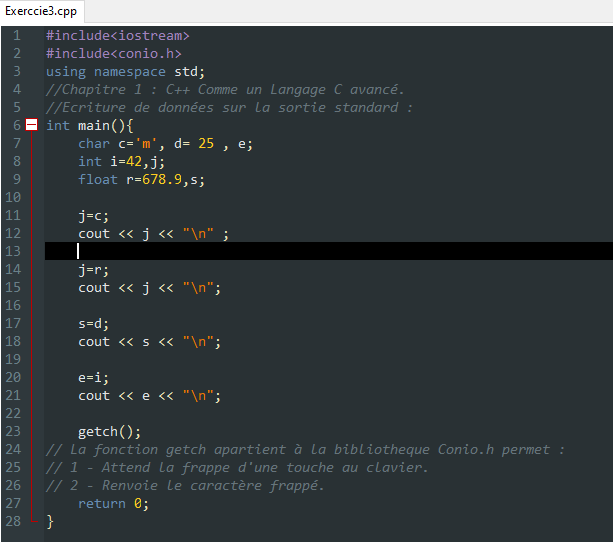 Exerccie3.cpp
1 #include<iostream>
2 #include<conio.h>
3 using namespace std;
4 //Chapitre 1 : C++ Comme un Langage C avancé.
5 //Ecriture de données sur la sortie standard :
6 int main(){
7 char c='m', d= 25 , e;
8 int i=42,j;
9 float r=678.9,s;
10
11 j=c;
12 cout << j << "\n" ;
13
14 j=r;
15 cout << j << "\n";
16
17 s=d;
18 cout << s << "\n";
19
20 e=i;
21 cout << e << "\n";
22
23 getch();
24 // La fonction getch apartient à la bibliotheque Conio.h permet :
25 // 1 - Attend la frappe d'une touche au clavier.
26 // 2 - Renvoie le caractère frappé.
27 return 0;
28 }